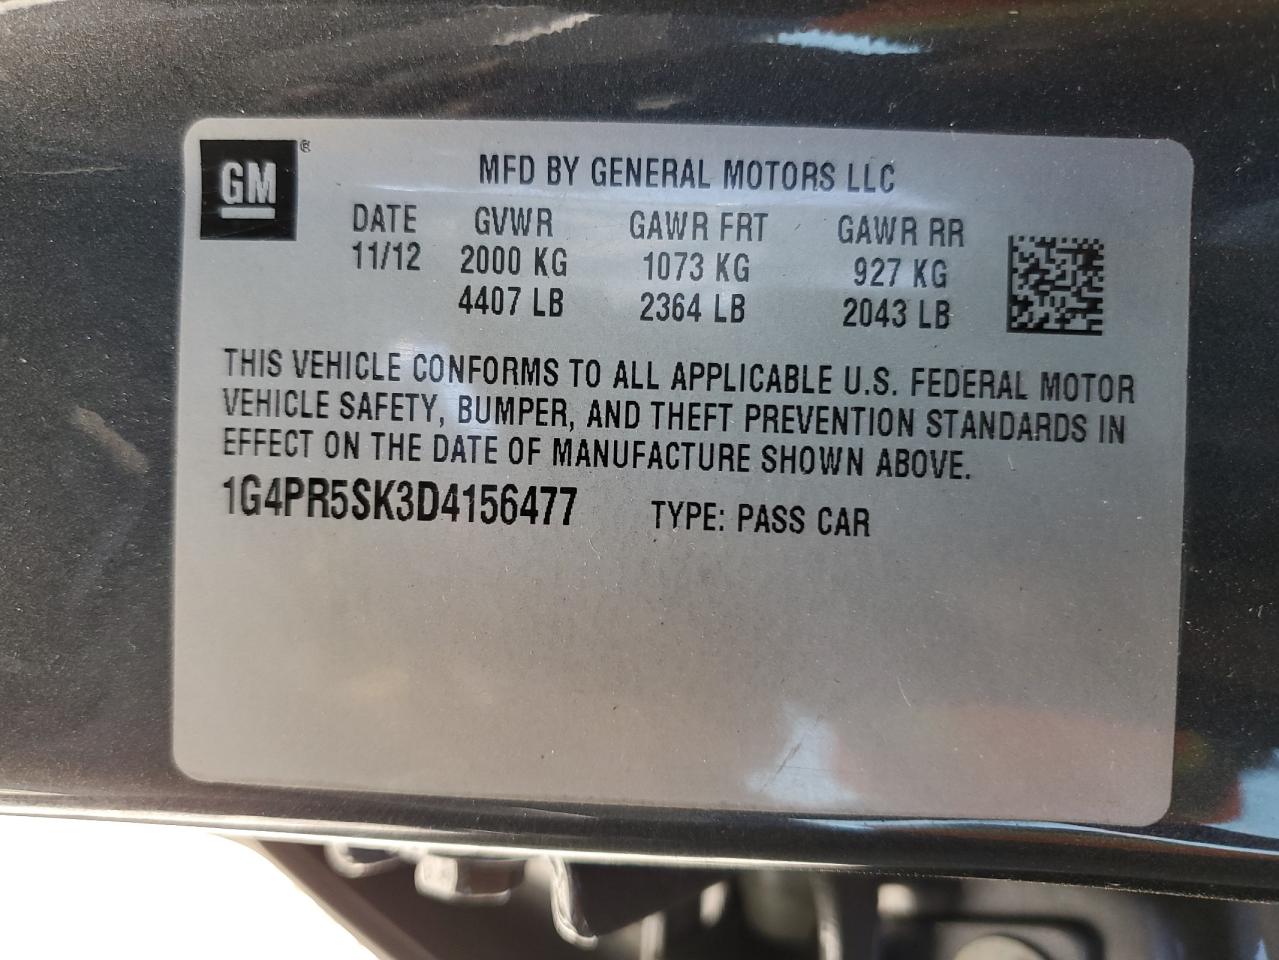 GM
MFD BY GENERAL MOTORS LLC
DATE GVWR GAWR FRT GAWR RR
11/12 2000 KG 1073 KG 927 KG
4407 LB 2364 LB 2043 LB
THIS VEHICLE CONFORMS TO ALL APPLICABLE U.S. FEDERAL MOTOR
VEHICLE SAFETY, BUMPER, AND THEFT PREVENTION STANDARDS IN
EFFECT ON THE DATE OF MANUFACTURE SHOWN ABOVE.
1G4PR5SK3D4156477 TYPE: PASS CAR